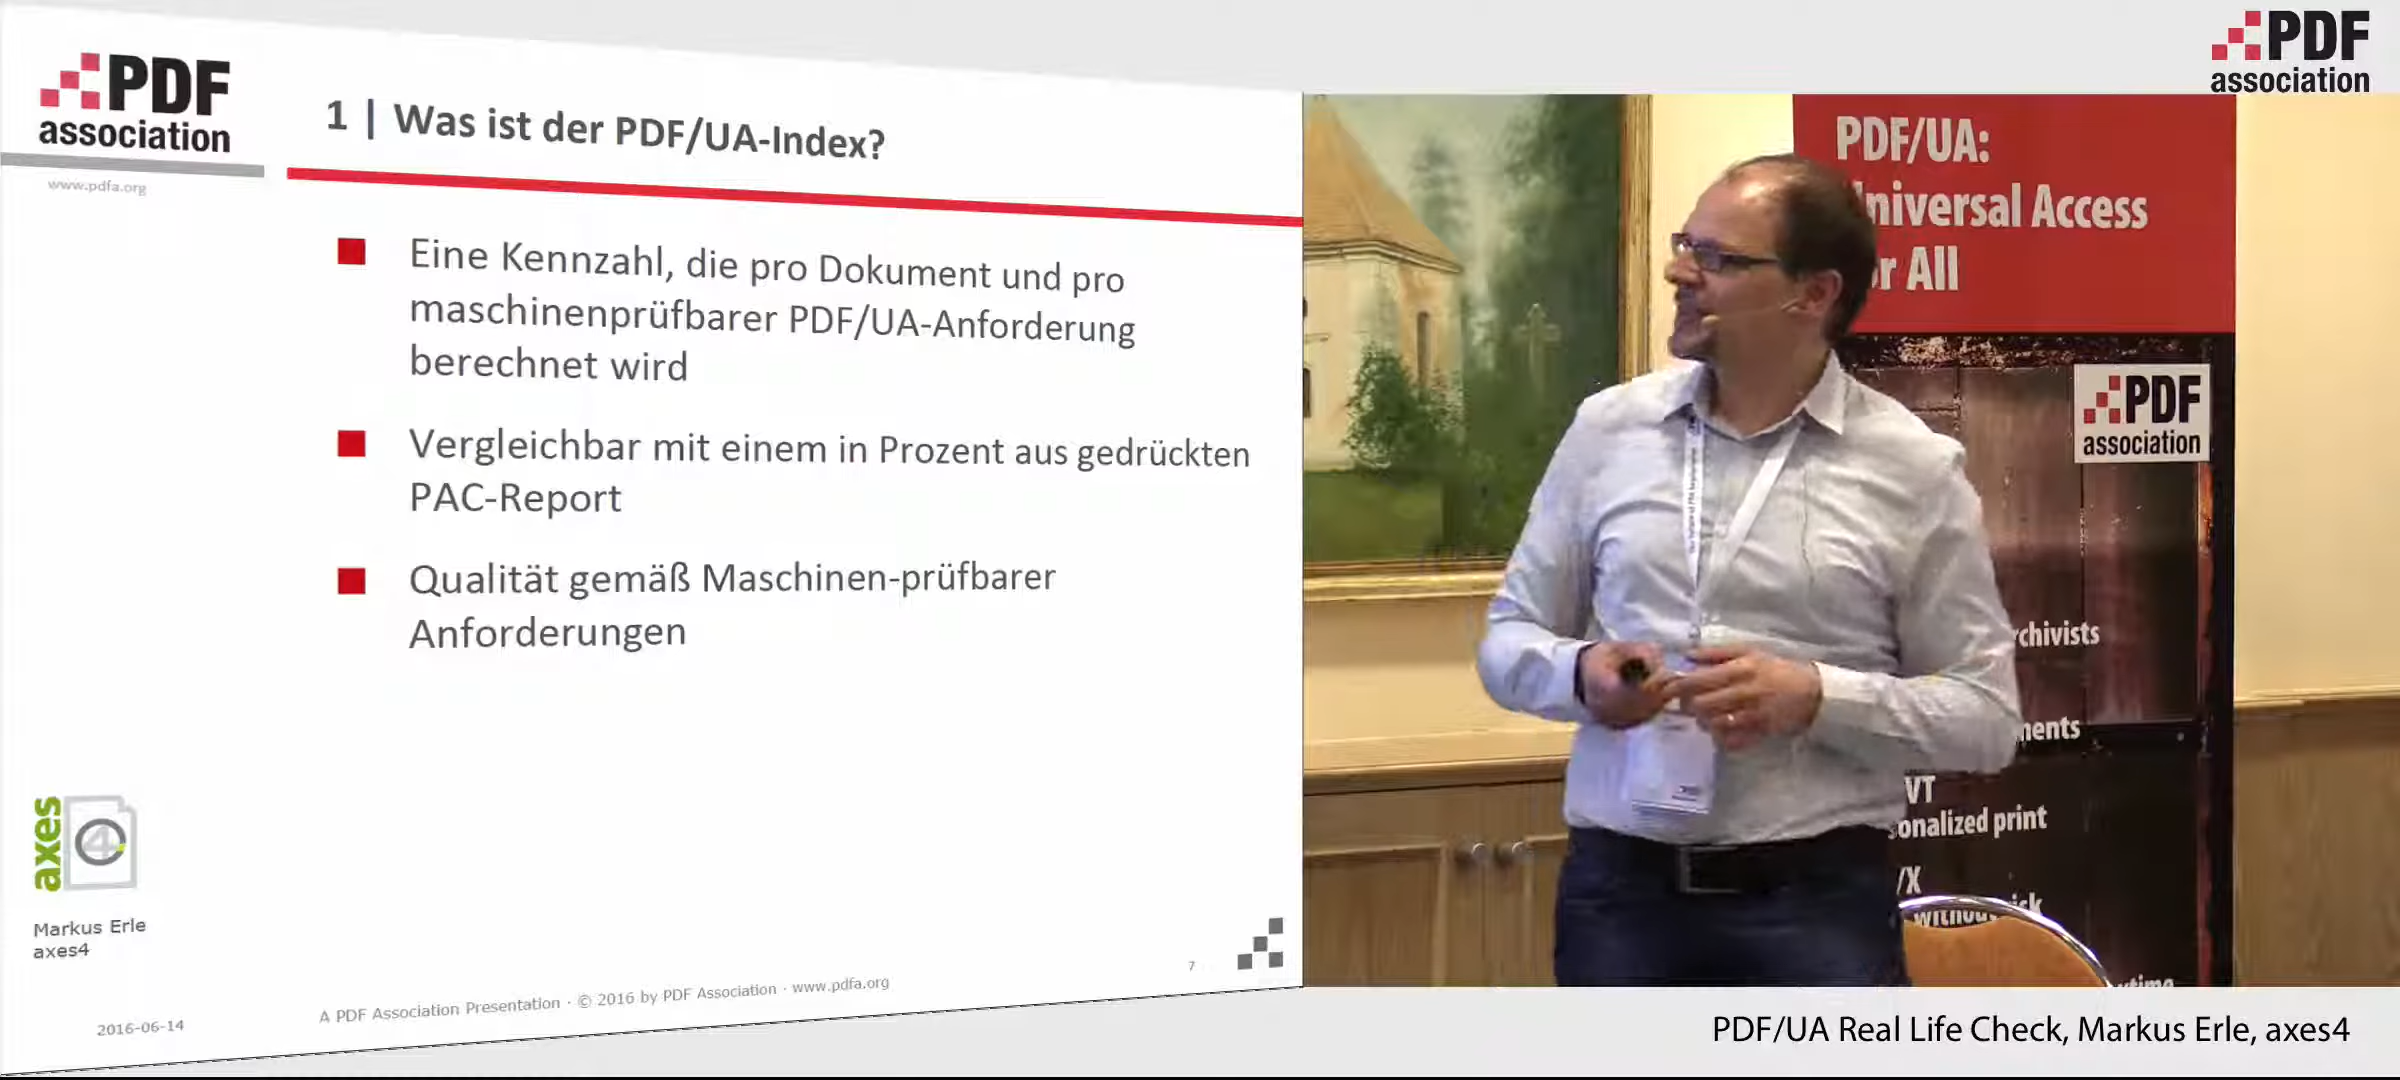 PDF
association
www.pdfa.org
1 | Was ist der PDF/UA-Index?
Eine Kennzahl, die pro Dokument und pro
maschinenprüfbarer PDF/UA-Anforderung
berechnet wird
Vergleichbar mit einem in Prozent aus gedrückten
PAC-Report
Qualität gemäß Maschinen-prüfbarer
Anforderungen
axes
4
Markus Erle
axes4
2016-06-14
A PDF Association Presentation · © 2016 by PDF Association · www.pdfa.org
7
PDF
association
PDF/UA:
niversal Access
r All
PDF
association
rchivists
ments
VT
onalized print
/X
without
PDF/UA Real Life Check, Markus Erle, axes4